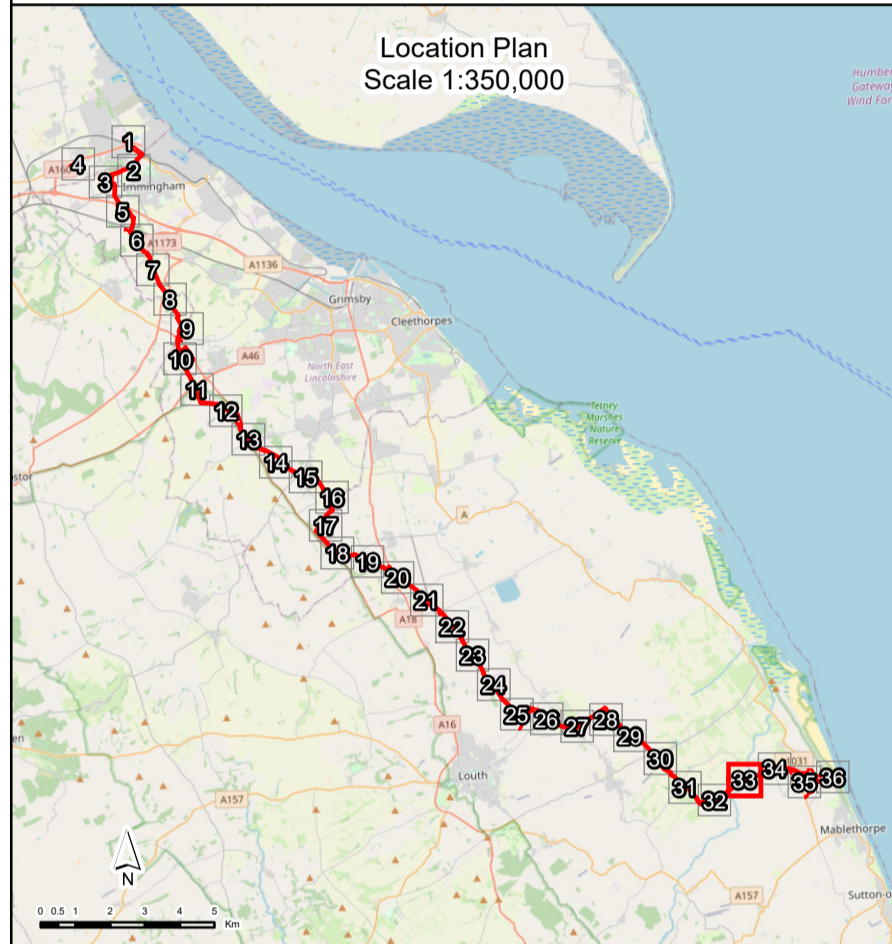 Location Plan
Scale 1:350,000
Humber
Gateway
Wind Far
1
4
A160
2
3
Immingham
5
6
A1173
7
A1136
8
Grimsby
9
Cleethorpes
10
A46
North East
Lincolnshire
11
12
Tetney
Marshes
Nature
Reserve
13
14
15
stor
16
17
A
18
19
20
21
A18
22
23
24
25
26
27
28
A16
29
en
30
1031
34
Louth
33
35
36
31
32
A157
Mablethorpe
N
A157
Sutton-o
0 0.5 1 2 3 4 5
Km